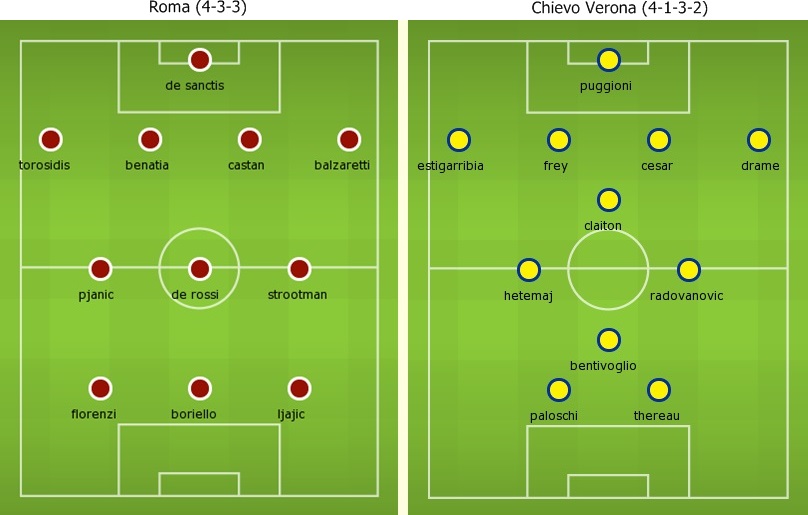 Roma (4-3-3)
de sanctis
torosidis benatia castan balzaretti
pjanic de rossi strootman
florenzi boriello ljajic
Chievo Verona (4-1-3-2)
puggioni
estigarribia frey cesar drame
claiton
hetemaj radovanovic
bentivoglio
paloschi thereau